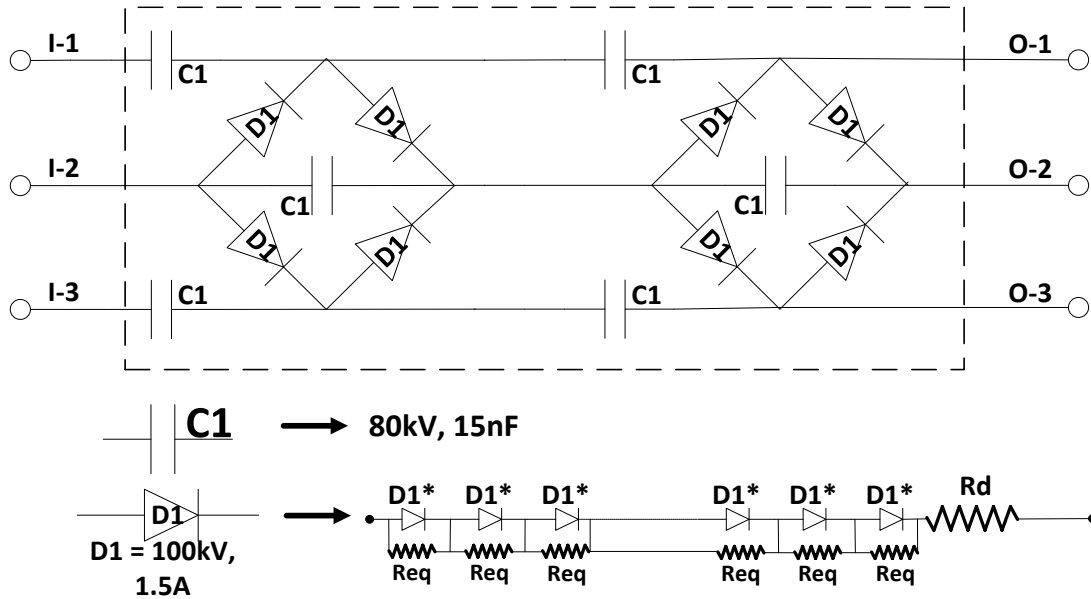 I-1
C1
C1
O-1
D1
D1
D1
D1
I-2
C1
C1
O-2
D1
D1
D1
D1
I-3
C1
C1
O-3
C1
80kV, 15nF
D1
D1 = 100kV,
1.5A
D1* D1* D1* D1* D1* D1* Rd
Req Req Req Req Req Req